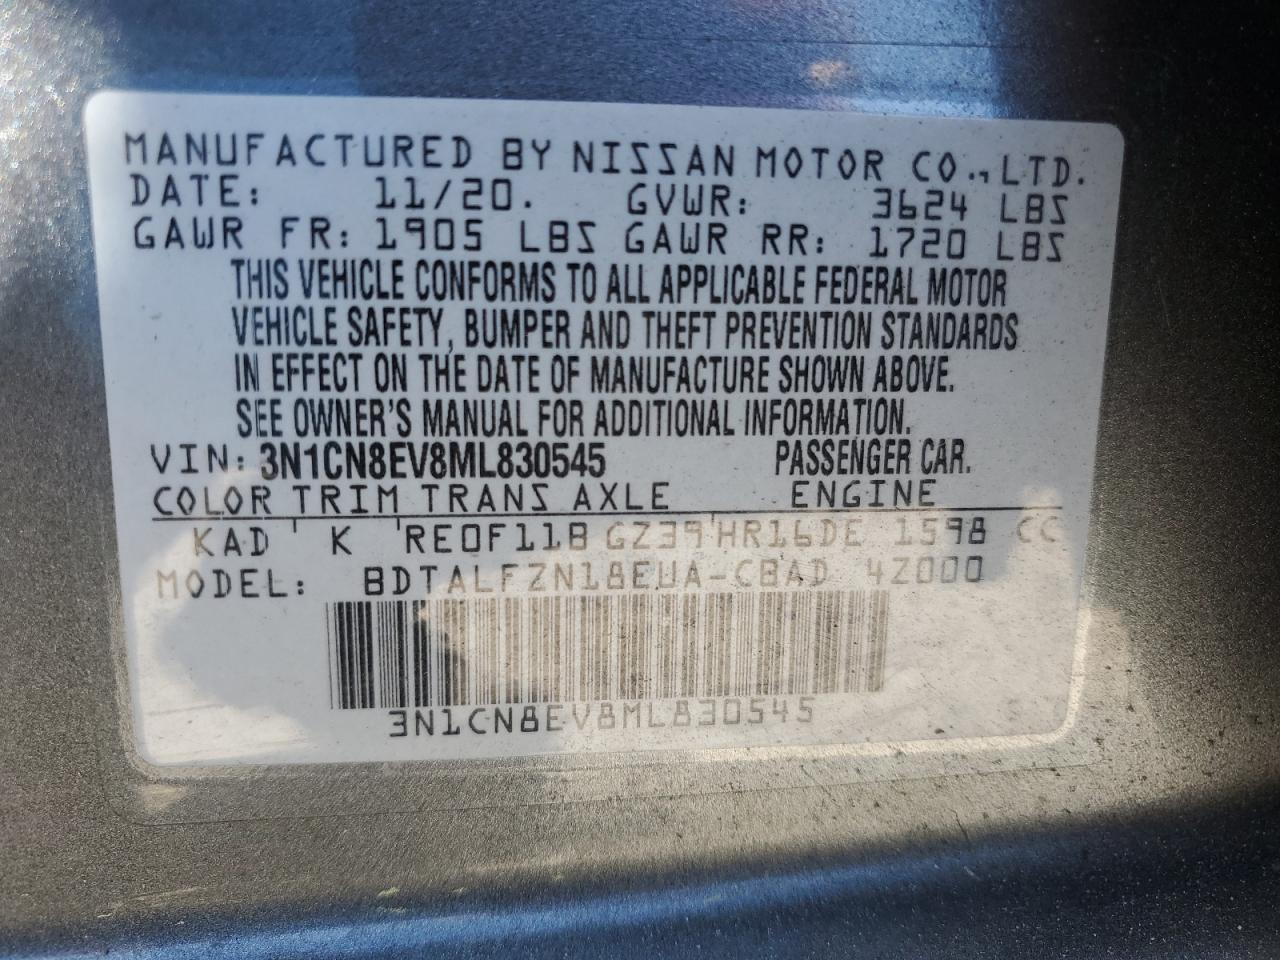 MANUFACTURED BY NISSAN MOTOR CO., LTD.
DATE: 11/20. GVWR: 3624 LBS
GAWR FR: 1905 LBS GAWR RR: 1720 LBS
THIS VEHICLE CONFORMS TO ALL APPLICABLE FEDERAL MOTOR
VEHICLE SAFETY, BUMPER AND THEFT PREVENTION STANDARDS
IN EFFECT ON THE DATE OF MANUFACTURE SHOWN ABOVE.
SEE OWNER'S MANUAL FOR ADDITIONAL INFORMATION.
VIN: 3N1CN8EV8ML830545 PASSENGER CAR.
COLOR TRIM TRANS AXLE ENGINE
KAD K RE0F11B GZ39 HR16DE 1598 CC
MODEL: BDTALFZN18EUA-CBAD 4Z000
3N1CN8EV8ML830545